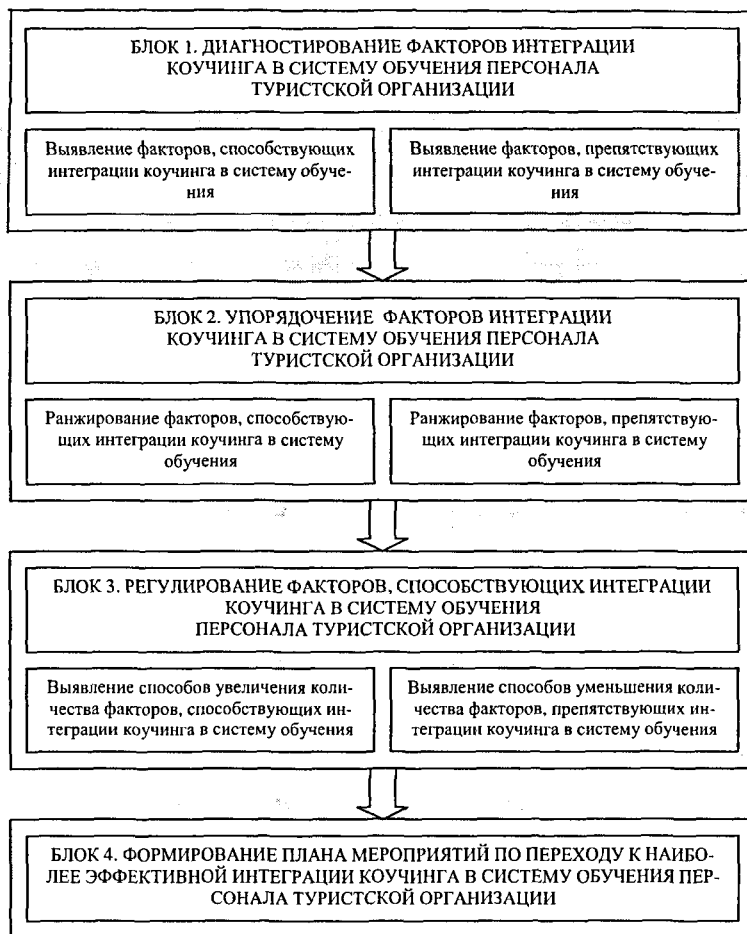 БЛОК 1. ДИАГНОСТИРОВАНИЕ ФАКТОРОВ ИНТЕГРАЦИИ
КОУЧИНГА В СИСТЕМУ ОБУЧЕНИЯ ПЕРСОНАЛА
ТУРИСТСКОЙ ОРГАНИЗАЦИИ
Выявление факторов, способствующих
интеграции коучинга в систему обуче-
ния
Выявление факторов, препятствующих
интеграции коучинга в систему обуче-
ния
БЛОК 2. УПОРЯДОЧЕНИЕ ФАКТОРОВ ИНТЕГРАЦИИ
КОУЧИНГА В СИСТЕМУ ОБУЧЕНИЯ ПЕРСОНАЛА
ТУРИСТСКОЙ ОРГАНИЗАЦИИ
Ранжирование факторов, способствую-
щих интеграции коучинга в систему
обучения
Ранжирование факторов, препятствую-
щих интеграции коучинга в систему
обучения
БЛОК 3. РЕГУЛИРОВАНИЕ ФАКТОРОВ, СПОСОБСТВУЮЩИХ ИНТЕГРАЦИИ
КОУЧИНГА В СИСТЕМУ ОБУЧЕНИЯ
ПЕРСОНАЛА ТУРИСТСКОЙ ОРГАНИЗАЦИИ
Выявление способов увеличения коли-
чества факторов, способствующих ин-
теграции коучинга в систему обучения
Выявление способов уменьшения коли-
чества факторов, препятствующих ин-
теграции коучинга в систему обучения
БЛОК 4. ФОРМИРОВАНИЕ ПЛАНА МЕРОПРИЯТИЙ ПО ПЕРЕХОДУ К НАИБО-
ЛЕЕ ЭФФЕКТИВНОЙ ИНТЕГРАЦИИ КОУЧИНГА В СИСТЕМУ ОБУЧЕНИЯ ПЕР-
СОНАЛА ТУРИСТСКОЙ ОРГАНИЗАЦИИ